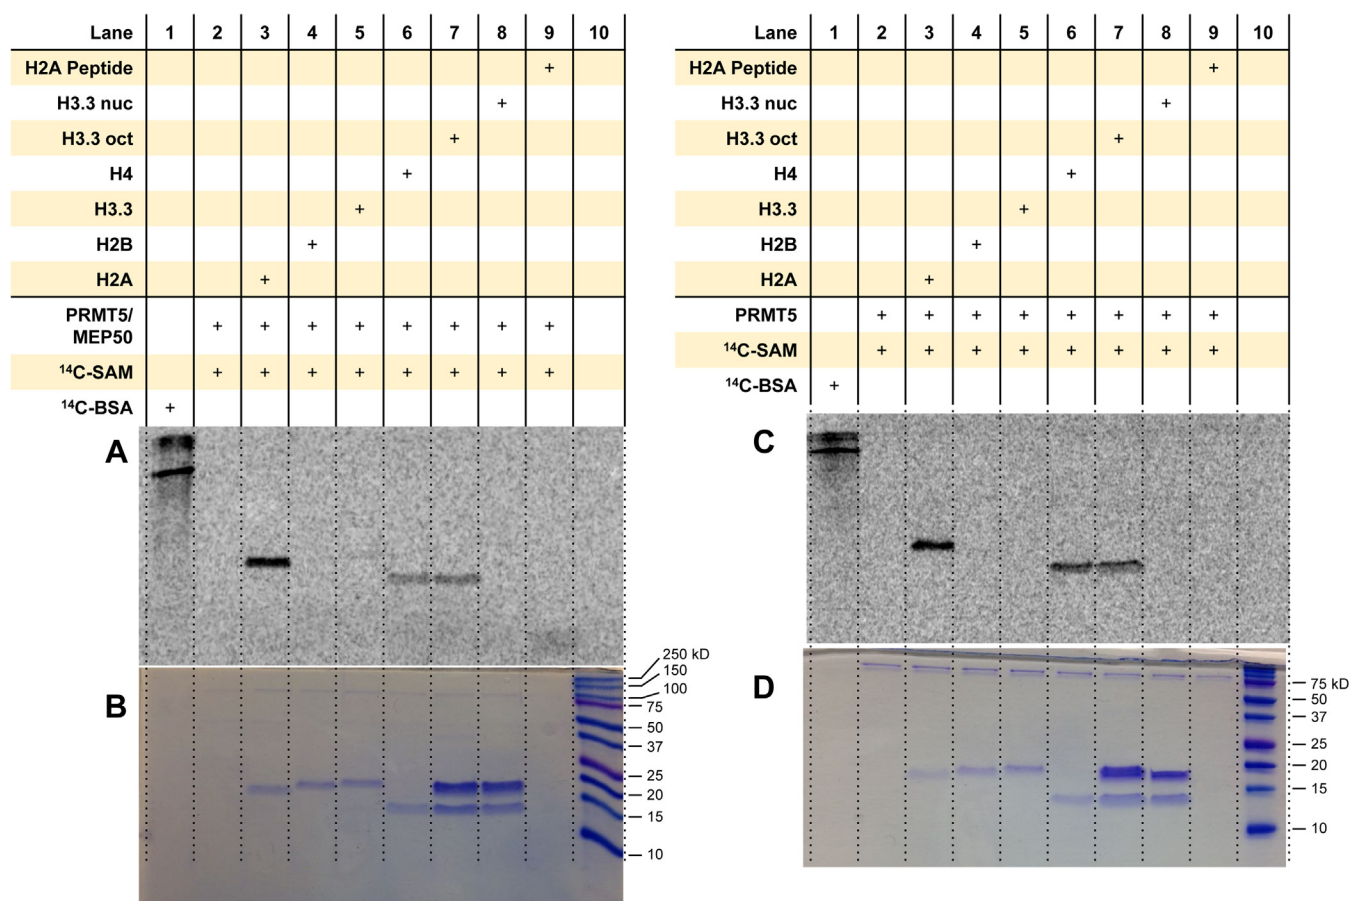 Lane 1 2 3 4 5 6 7 8 9 10
H2A Peptide +
H3.3 nuc +
H3.3 oct +
H4 +
H3.3 +
H2B +
H2A +
PRMT5/
MEP50 + + + + + + + +
¹⁴C-SAM + + + + + + + +
¹⁴C-BSA +
A
B
250 kD
150
100
75
50
37
25
20
15
10
Lane 1 2 3 4 5 6 7 8 9 10
H2A Peptide +
H3.3 nuc +
H3.3 oct +
H4 +
H3.3 +
H2B +
H2A +
PRMT5 + + + + + + + +
¹⁴C-SAM + + + + + + + +
¹⁴C-BSA +
C
D
75 kD
50
37
25
20
15
10